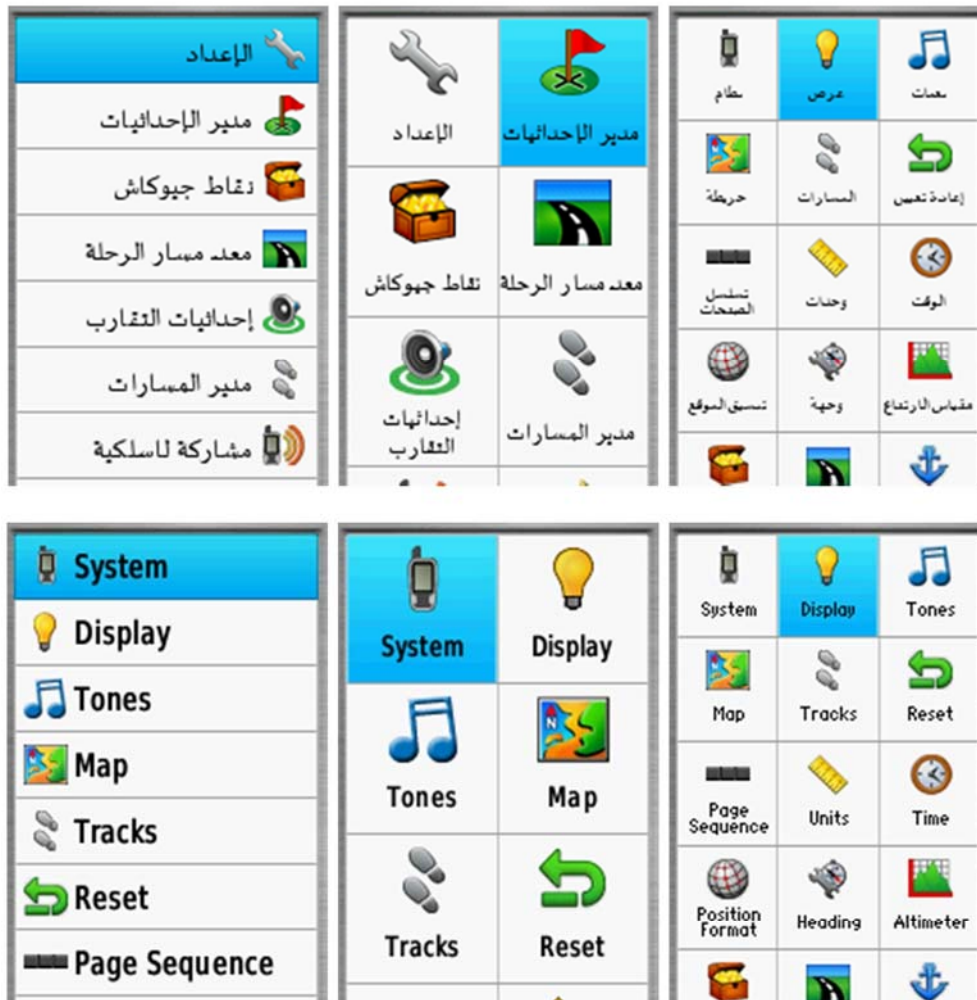 الإعداد
مدير الإحداثيات
نقاط جيوكاش
معد مسار الرحلة
إحداثيات التقارب
مدير المسارات
مشاركة لاسلكية
الإعداد
مدير الإحداثيات
نقاط جيوكاش
معد مسار الرحلة
إحداثيات
التقارب
مدير المسارات
نظام
عرض
نغمات
خريطة
المسارات
إعادة تعيين
تسلسل
الصفحات
وحدات
الوقت
تنسيق الموقع
وجهة
مقياس الارتفاع
System
Display
Tones
Map
Tracks
Reset
Page Sequence
System
Display
Tones
Map
Tracks
Reset
System
Display
Tones
Map
Tracks
Reset
Page
Sequence
Units
Time
Position
Format
Heading
Altimeter